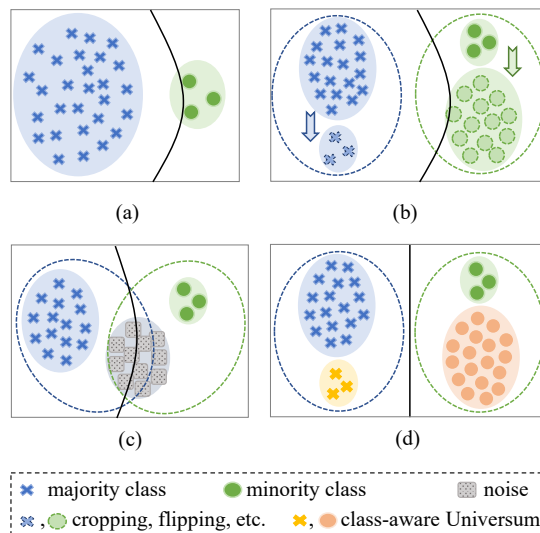 (a)
(b)
(c)
(d)
majority class
minority class
noise
, cropping, flipping, etc.
, class-aware Universum